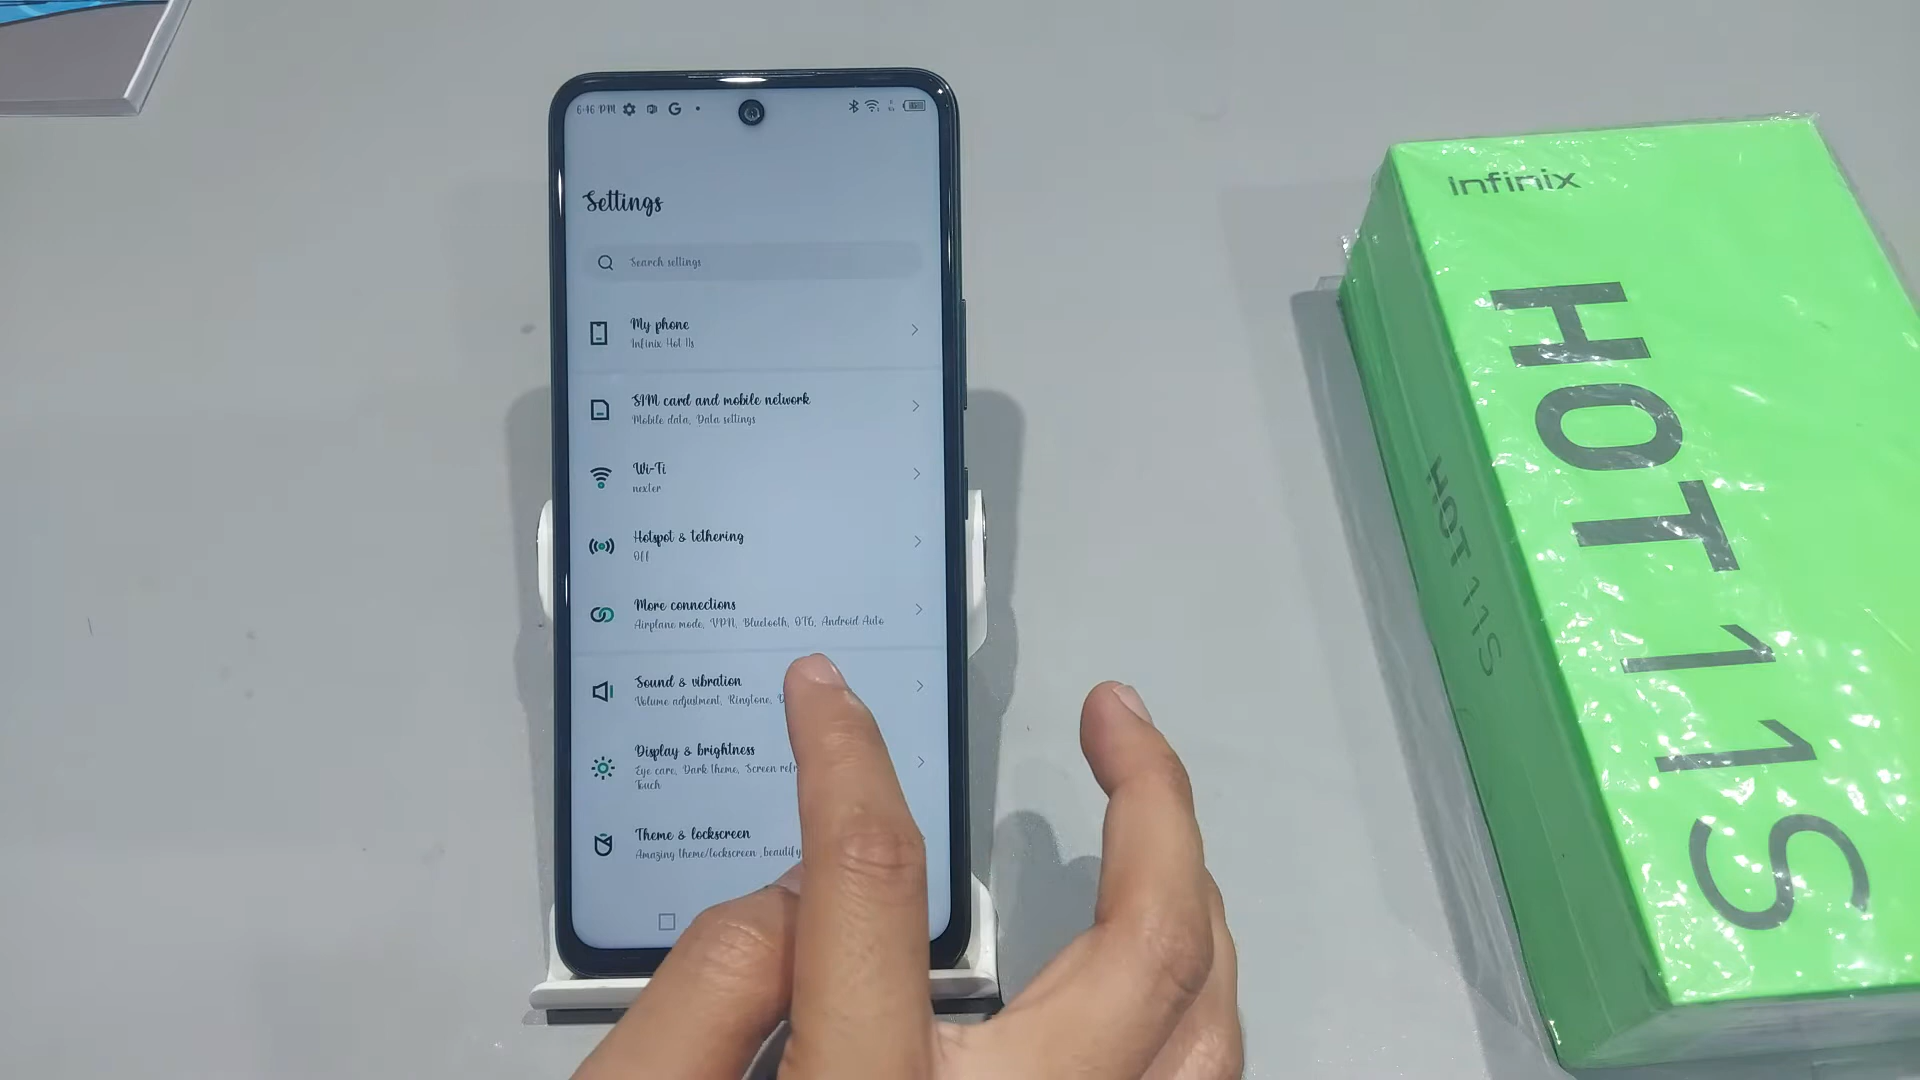 6:46 PM
Settings
Search settings
My phone
Infinix Hot 11s
SIM card and mobile network
Mobile data, Data settings
Wi-Fi
nexter
Hotspot & tethering
Off
More connections
Airplane mode, VPN, Bluetooth, OTG, Android Auto
Sound & vibration
Volume adjustment, Ringtone,
Display & brightness
Eye care, Dark theme, Screen
Touch
Theme & lockscreen
Amazing theme/lockscreen ,beautify
Infinix
HOT 11S
HOT 11S